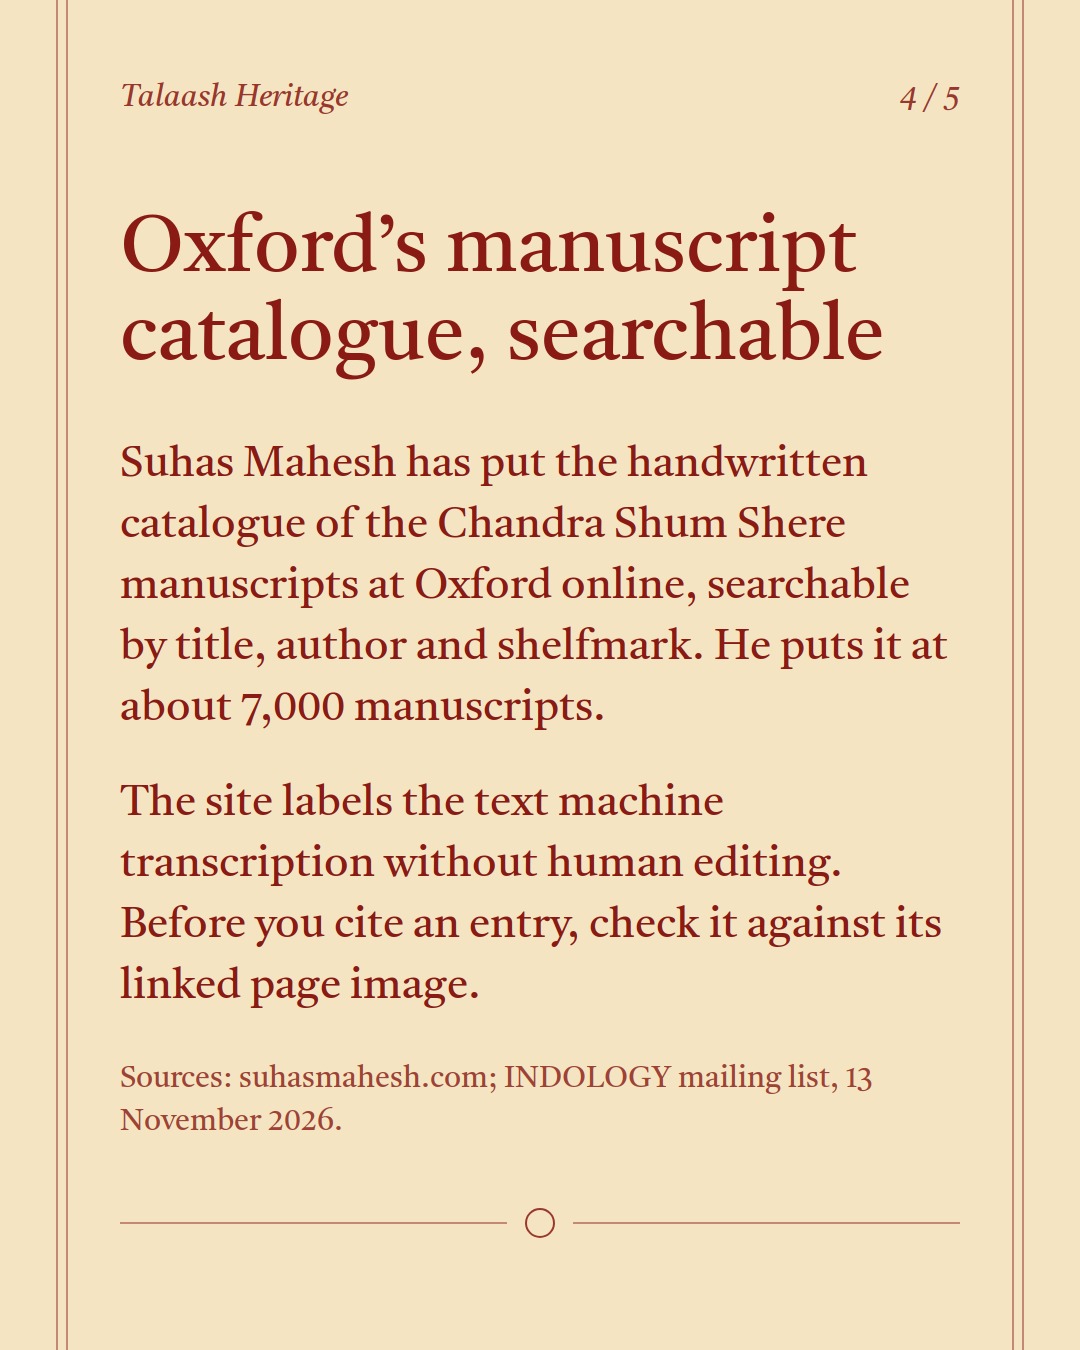 Talaash Heritage
4 / 5
Oxford’s manuscript
catalogue, searchable
Suhas Mahesh has put the handwritten
catalogue of the Chandra Shum Shere
manuscripts at Oxford online, searchable
by title, author and shelfmark. He puts it at
about 7,000 manuscripts.
The site labels the text machine
transcription without human editing.
Before you cite an entry, check it against its
linked page image.
Sources: suhasmahesh.com; INDOLOGY mailing list, 13
November 2026.